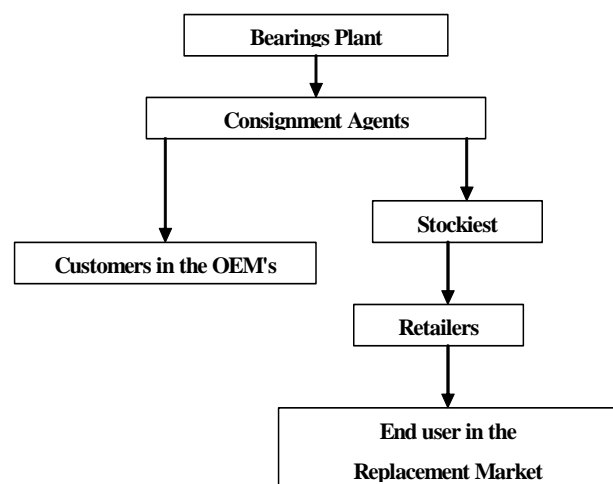 Bearings Plant
Consignment Agents
Stockiest
Customers in the OEM's
Retailers
End user in the
Replacement Market